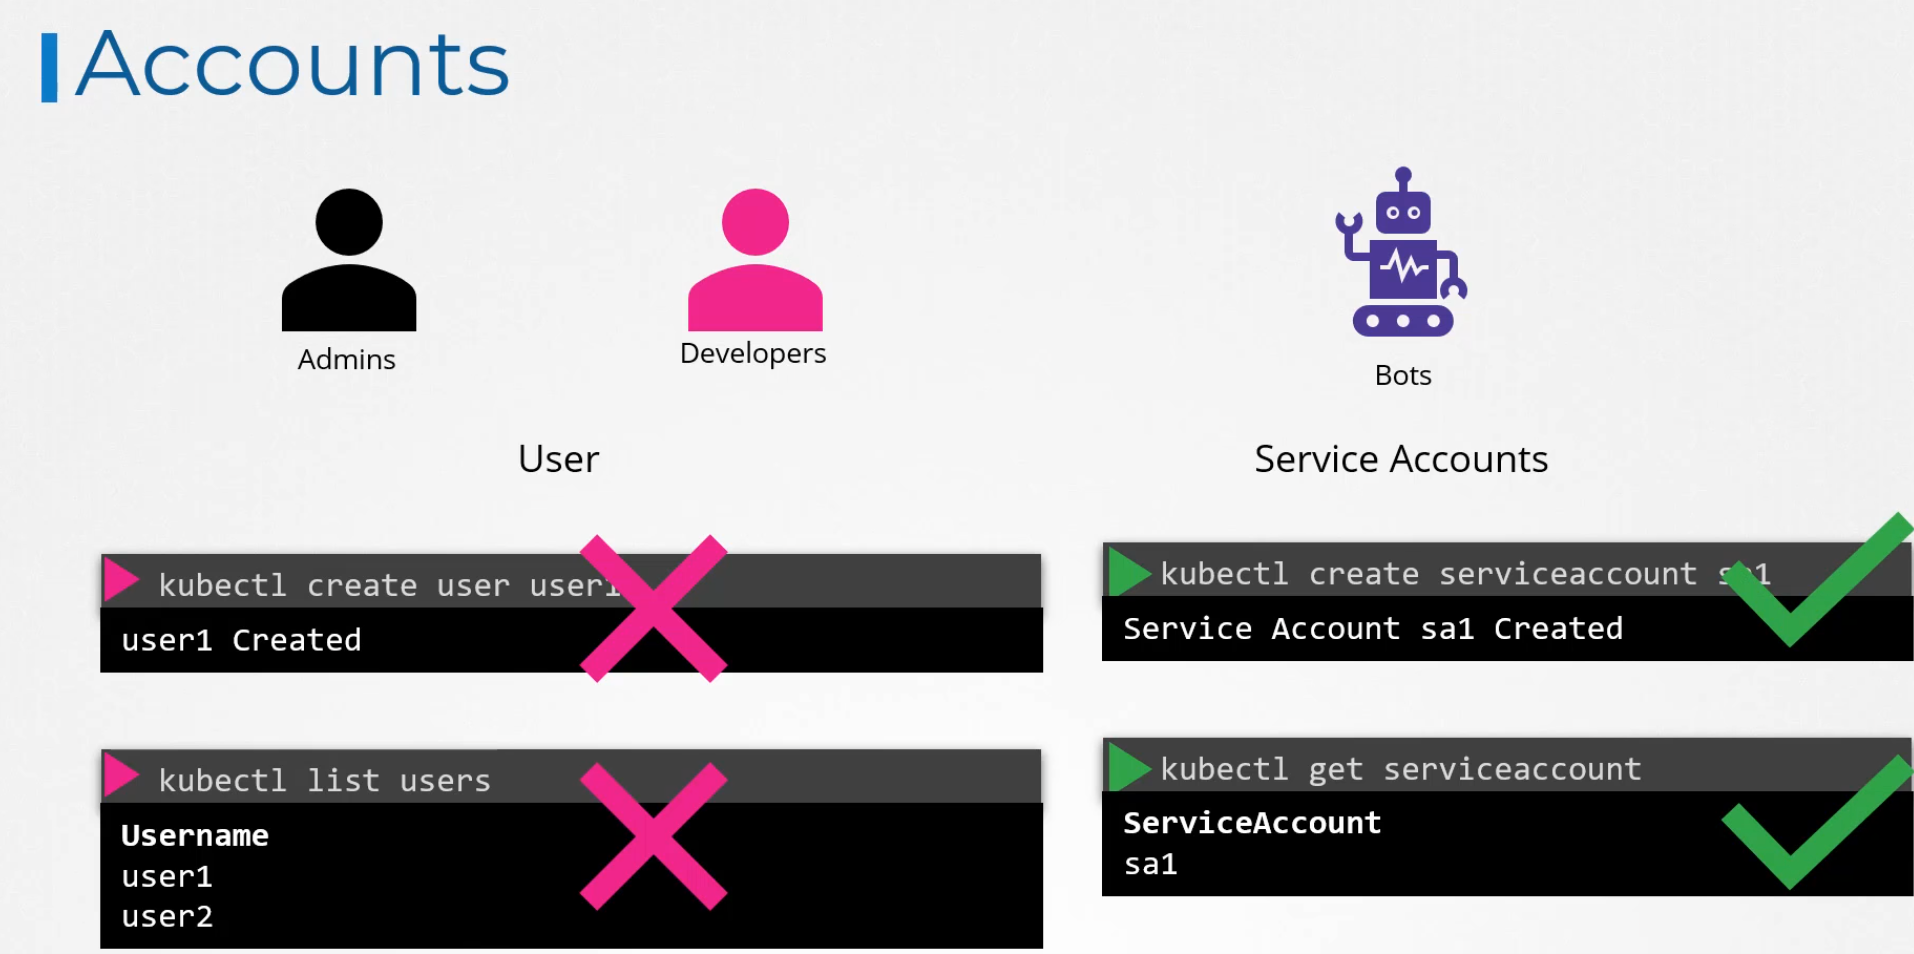 Accounts
Admins
Developers
Bots
User
Service Accounts
kubectl create user user1
user1 Created
kubectl list users
Username
user1
user2
kubectl create serviceaccount sa1
Service Account sa1 Created
kubectl get serviceaccount
ServiceAccount
sa1